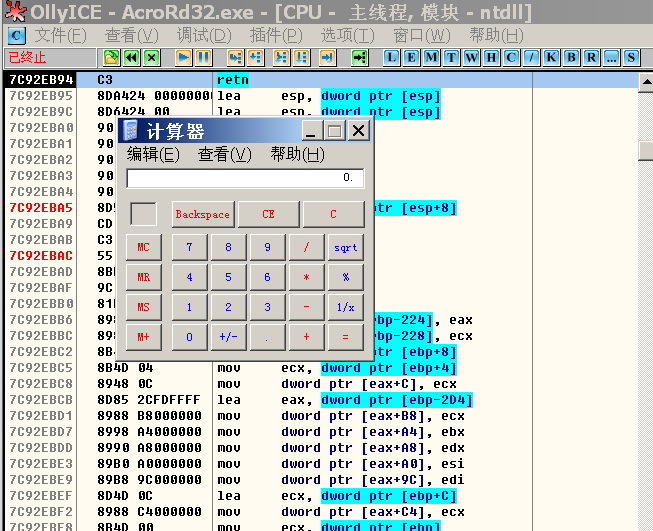 OllyICE - AcroRd32.exe - [CPU - 主线程, 模块 - ntdll]
C 文件(F) 查看(V) 调试(D) 插件(P) 选项(T) 窗口(W) 帮助(H)
已终止 L E M T W H C / K B R ... S
7C92EB94 C3 retn
7C92EB95 8DA424 00000000 lea esp, dword ptr [esp]
7C92EB9C 8D6424 00 lea esp, dword ptr [esp]
7C92EBA0 90
7C92EBA1 90
7C92EBA2 90
7C92EBA3 90
7C92EBA4 90
7C92EBA5 ptr [esp+8]
7C92EBA9 CD
7C92EBAB C3
7C92EBAC 55
7C92EBAD
7C92EBAF 9C
7C92EBB0
7C92EBB6 bp-224], eax
7C92EBBC bp-228], ecx
7C92EBC2 ptr [ebp+8]
7C92EBC5 8B4D 04 mov ecx, dword ptr [ebp+4]
7C92EBC8 8948 0C mov dword ptr [eax+C], ecx
7C92EBCB 8D85 2CFDFFFF lea eax, dword ptr [ebp-2D4]
7C92EBD1 8988 B8000000 mov dword ptr [eax+B8], ecx
7C92EBD7 8998 A4000000 mov dword ptr [eax+A4], ebx
7C92EBDD 8990 A8000000 mov dword ptr [eax+A8], edx
7C92EBE3 89B0 A0000000 mov dword ptr [eax+A0], esi
7C92EBE9 89B8 9C000000 mov dword ptr [eax+9C], edi
7C92EBEF 8D4D 0C lea ecx, dword ptr [ebp+C]
7C92EBF2 8988 C4000000 mov dword ptr [eax+C4], ecx
7C92EBF8 8B4D 00 mov ecx, dword ptr [ebp]
计算器
编辑(E) 查看(V) 帮助(H)
0.
Backspace CE C
MC 7 8 9 / sqrt
MR 4 5 6 * %
MS 1 2 3 - 1/x
M+ 0 +/- . + =